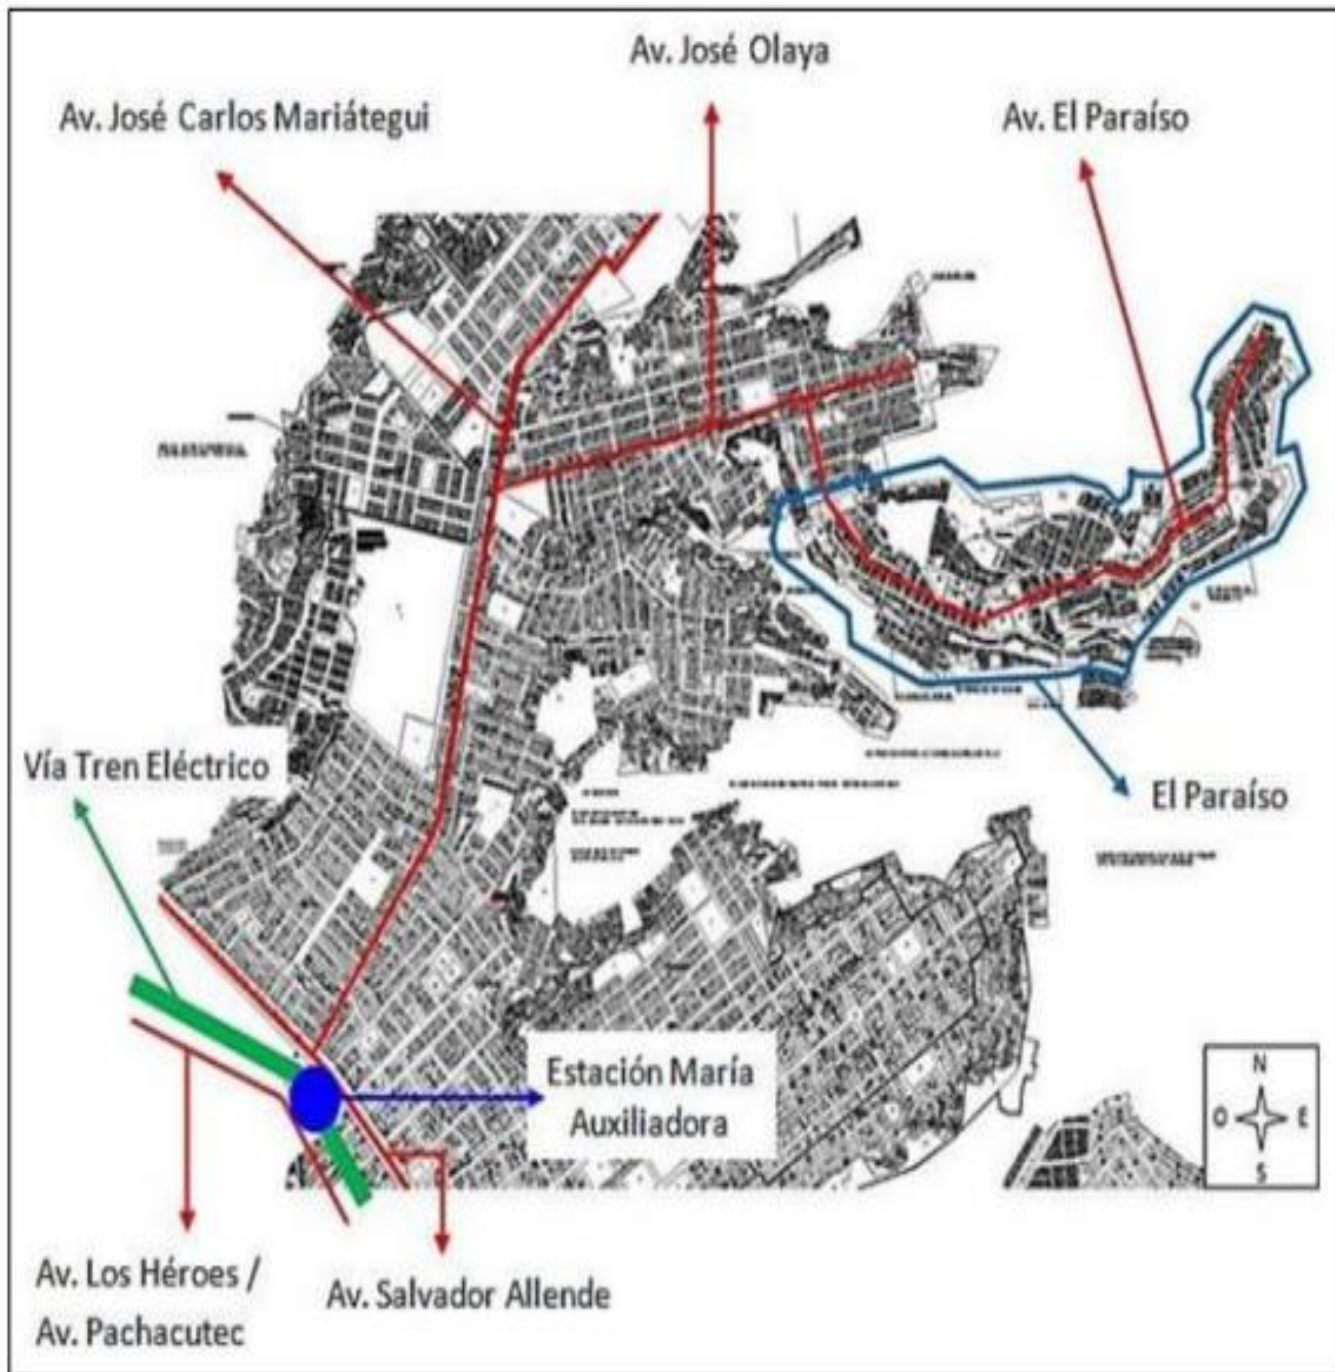 Av. José Olaya
Av. José Carlos Mariátegui
Av. El Paraíso
Vía Tren Eléctrico
El Paraíso
Estación María
Auxiliadora
N
O E
S
Av. Los Héroes /
Av. Pachacutec
Av. Salvador Allende